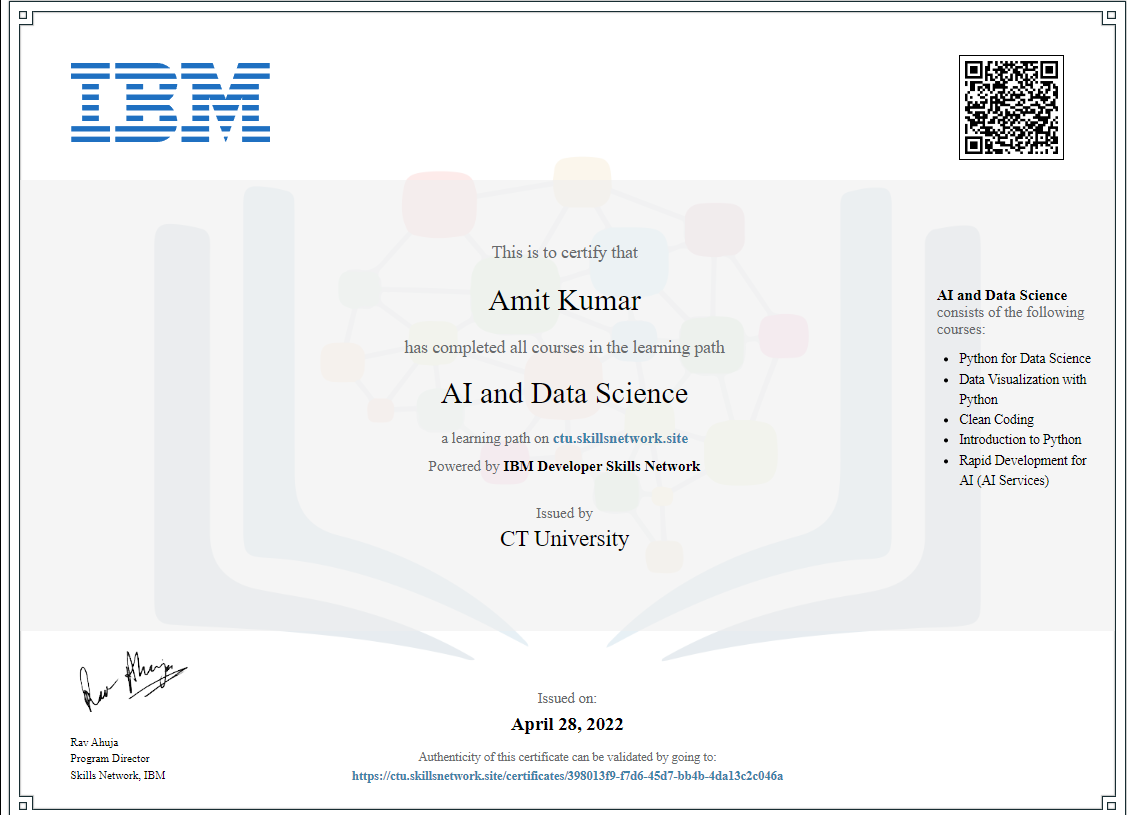 IBM
This is to certify that
Amit Kumar
has completed all courses in the learning path
AI and Data Science
a learning path on ctu.skillsnetwork.site
Powered by IBM Developer Skills Network
Issued by
CT University
AI and Data Science
consists of the following
courses:
• Python for Data Science
• Data Visualization with
Python
• Clean Coding
• Introduction to Python
• Rapid Development for
AI (AI Services)
Rav Ahuja
Rav Ahuja
Program Director
Skills Network, IBM
Issued on:
April 28, 2022
Authenticity of this certificate can be validated by going to:
https://ctu.skillsnetwork.site/certificates/398013f9-f7d6-45d7-bb4b-4da13c2c046a